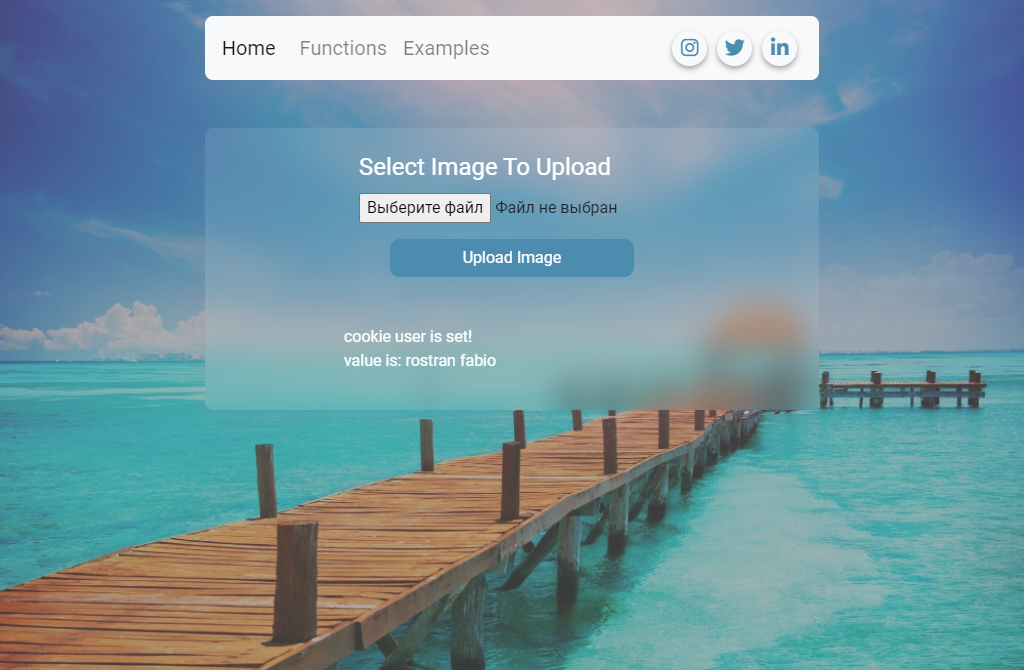 Home Functions Examples
Select Image To Upload
Выберите файл Файл не выбран
Upload Image
cookie user is set!
value is: rostran fabio